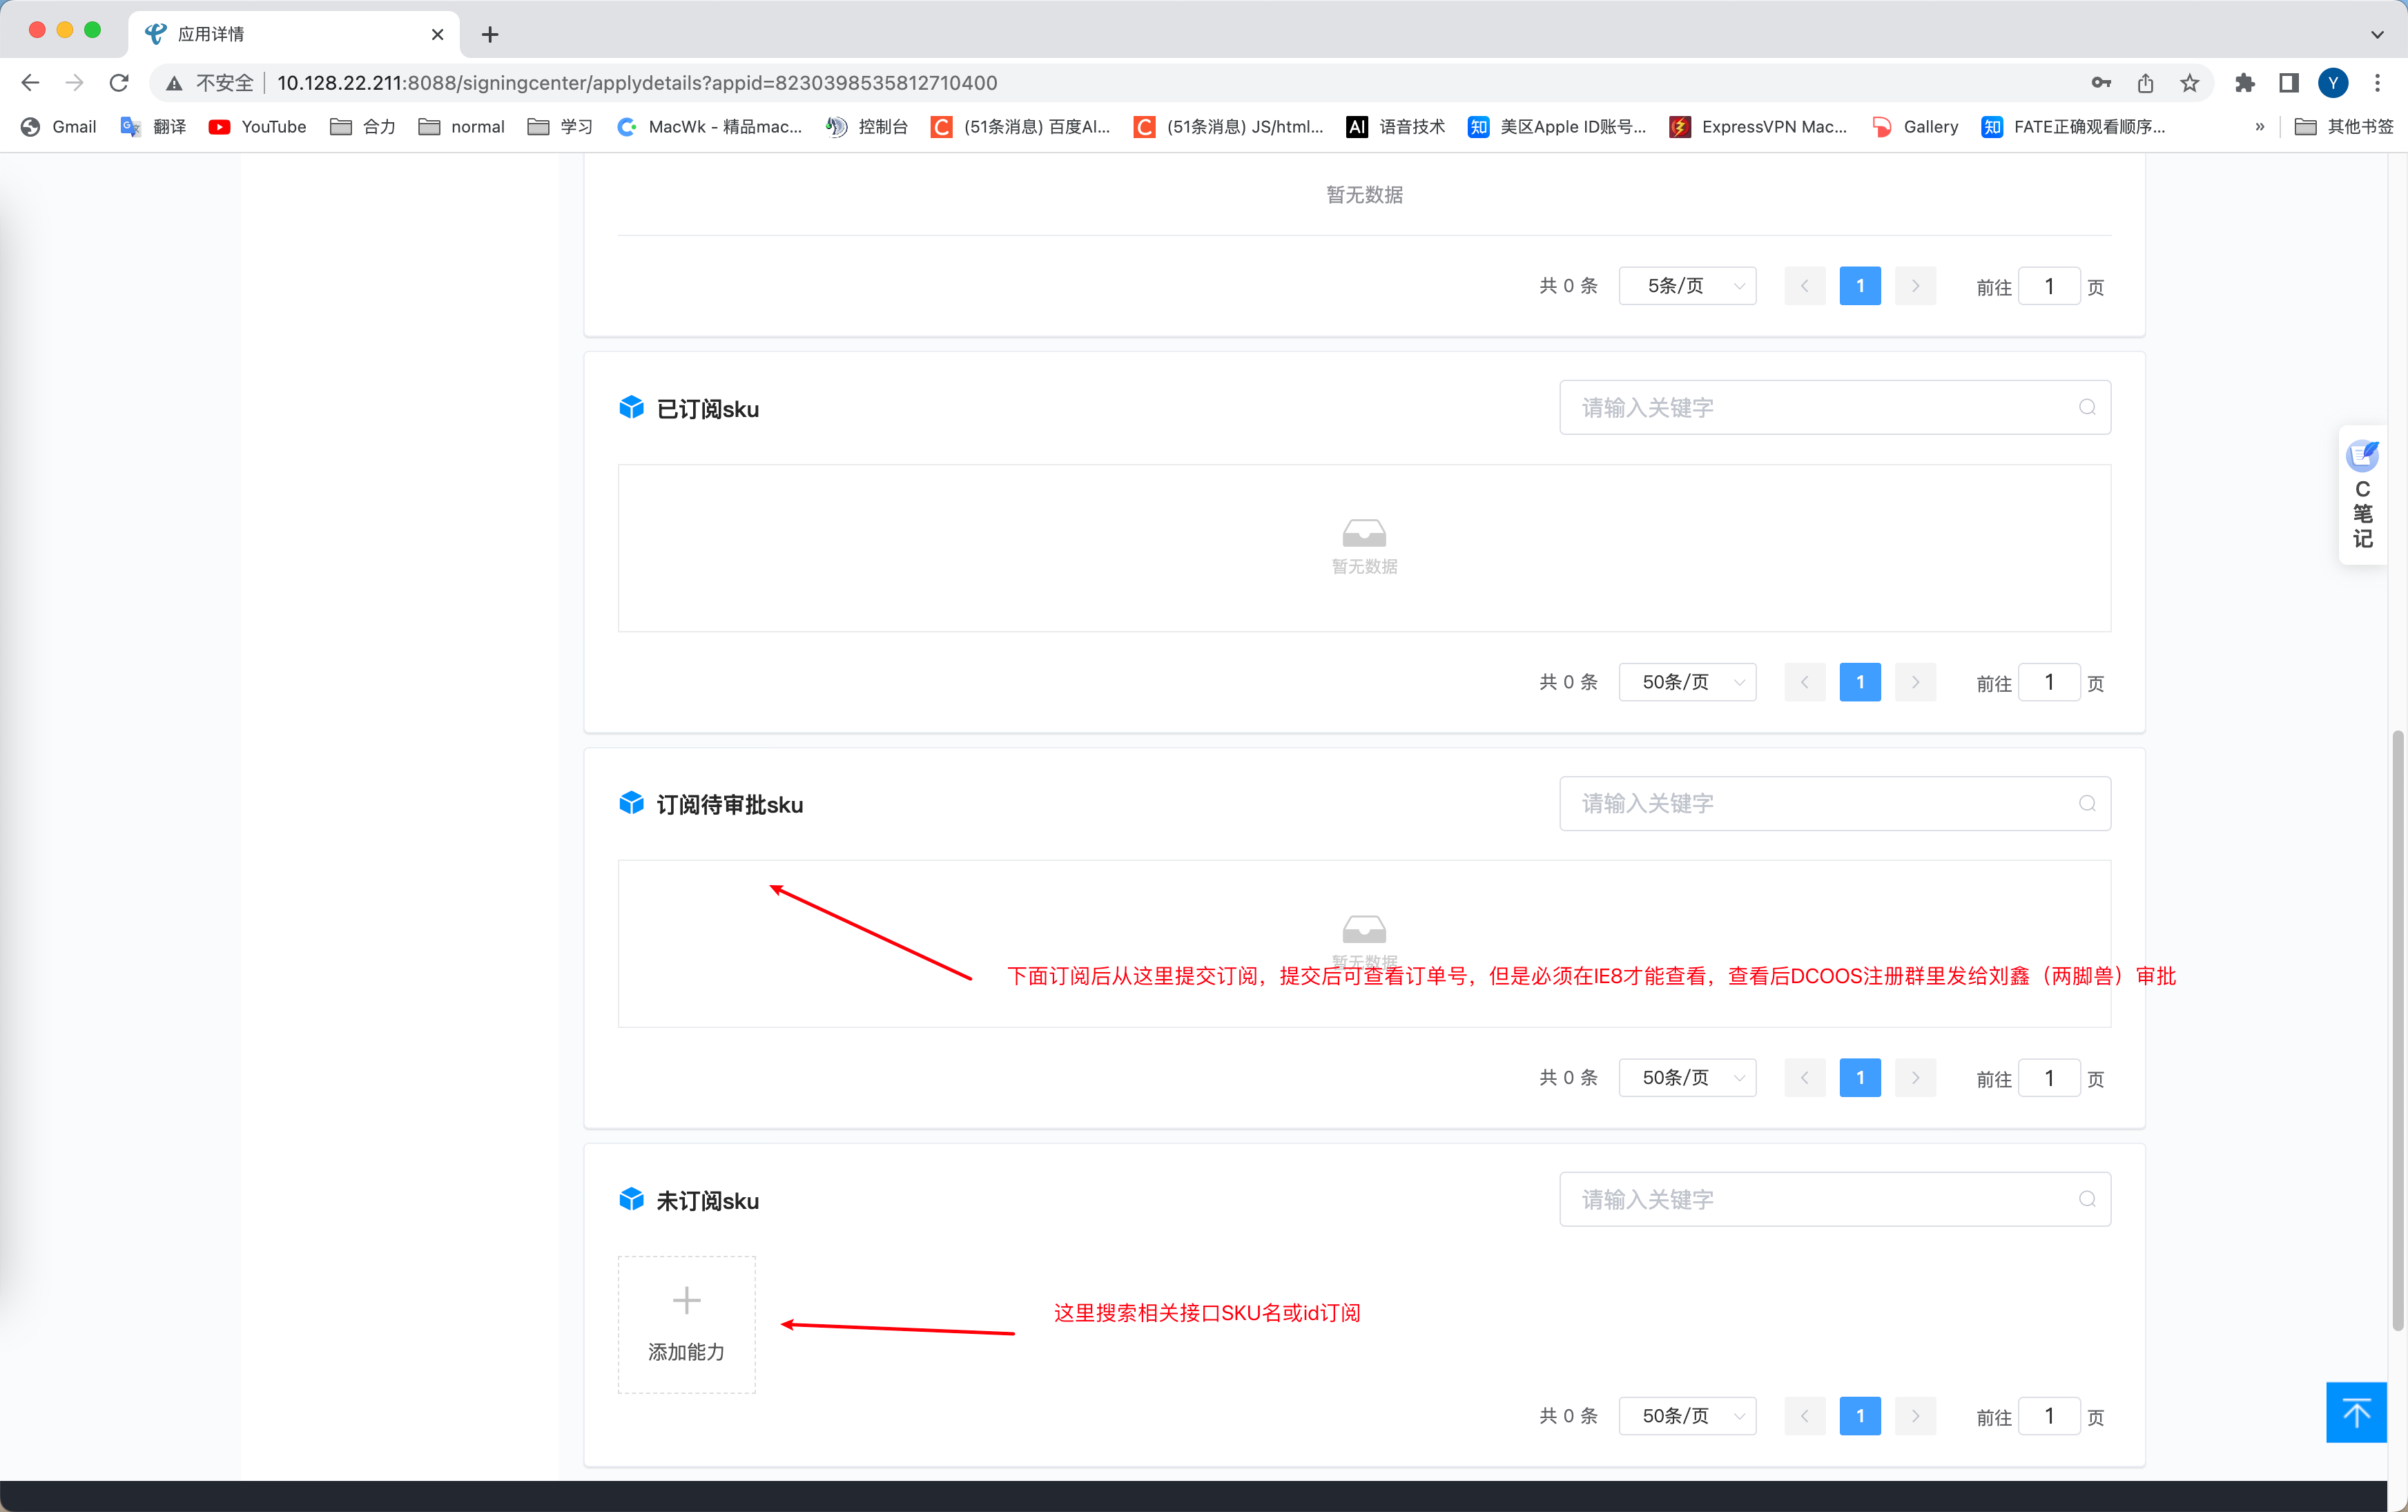 应用详情
不安全 10.128.22.211:8088/signingcenter/applydetails?appid=8230398535812710400
Y
Gmail 翻译 YouTube 合力 normal 学习 MacWk - 精品mac... 控制台 (51条消息) 百度AI... (51条消息) JS/html... 语音技术 美区Apple ID账号... ExpressVPN Mac... Gallery FATE正确观看顺序... » 其他书签
暂无数据
共 0 条 5条/页 1 前往 1 页
已订阅sku 请输入关键字
暂无数据
共 0 条 50条/页 1 前往 1 页
C
笔
记
订阅待审批sku 请输入关键字
暂无数据
下面订阅后从这里提交订阅，提交后可查看订单号，但是必须在IE8才能查看，查看后DCOOS注册群里发给刘鑫（两脚兽）审批
共 0 条 50条/页 1 前往 1 页
未订阅sku 请输入关键字
添加能力
这里搜索相关接口SKU名或id订阅
共 0 条 50条/页 1 前往 1 页